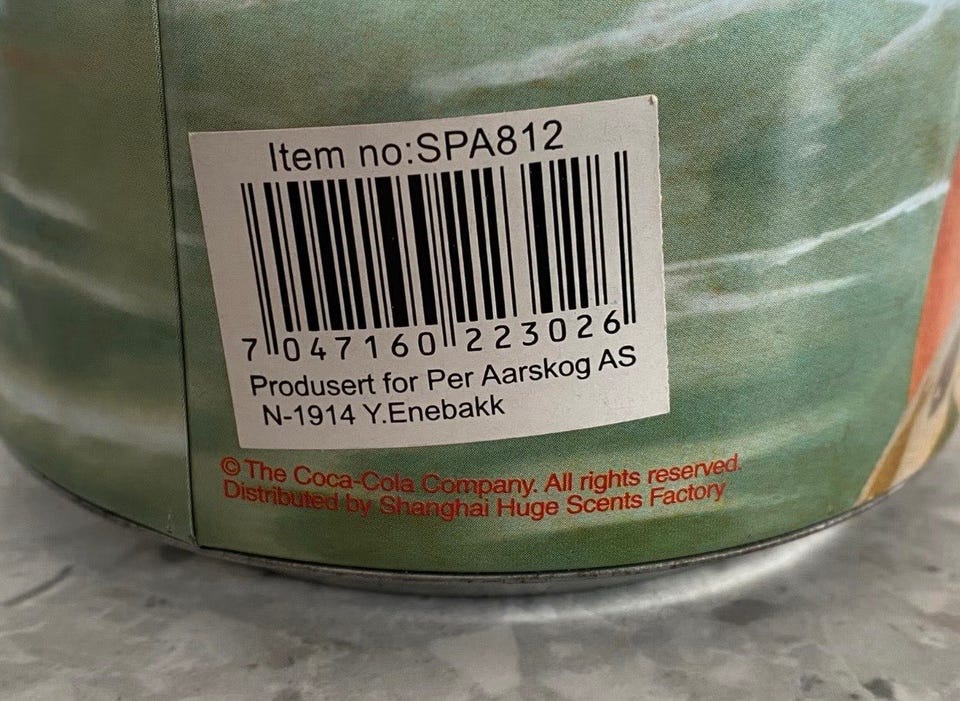 Item no:SPA812
7 047160 223026
Produsert for Per Aarskog AS
N-1914 Y.Enebakk
© The Coca-Cola Company. All rights reserved.
Distributed by Shanghai Huge Scents Factory